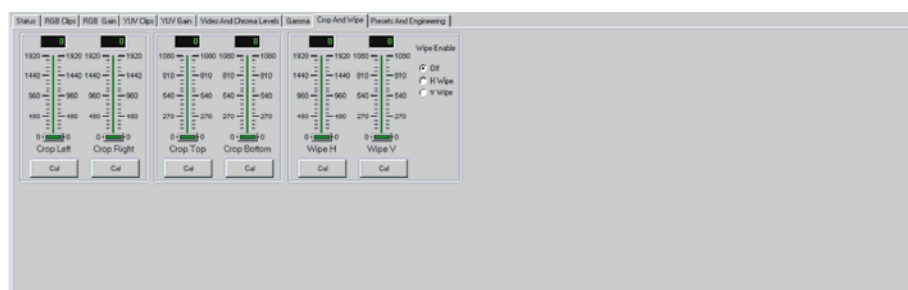 Status RGB Clips RGB Gain YUV Clips YUV Gain Video And Chroma Levels Gamma Crop And Wipe Presets And Engineering
0 0 0 0 0 0
Wipe Enable
1920 1920 1920 1920 1080 1080 1080 1080 1920 1920 1080 1080
Off
1440 1440 1440 1440 810 810 810 810 1440 1440 810 810
H Wipe
960 960 960 960 540 540 540 540 960 960 540 540
V Wipe
480 480 480 480 270 270 270 270 480 480 270 270
0 0 0 0 0 0 0 0 0 0 0 0
Crop Left Crop Right Crop Top Crop Bottom Wipe H Wipe V
Cal Cal Cal Cal Cal Cal